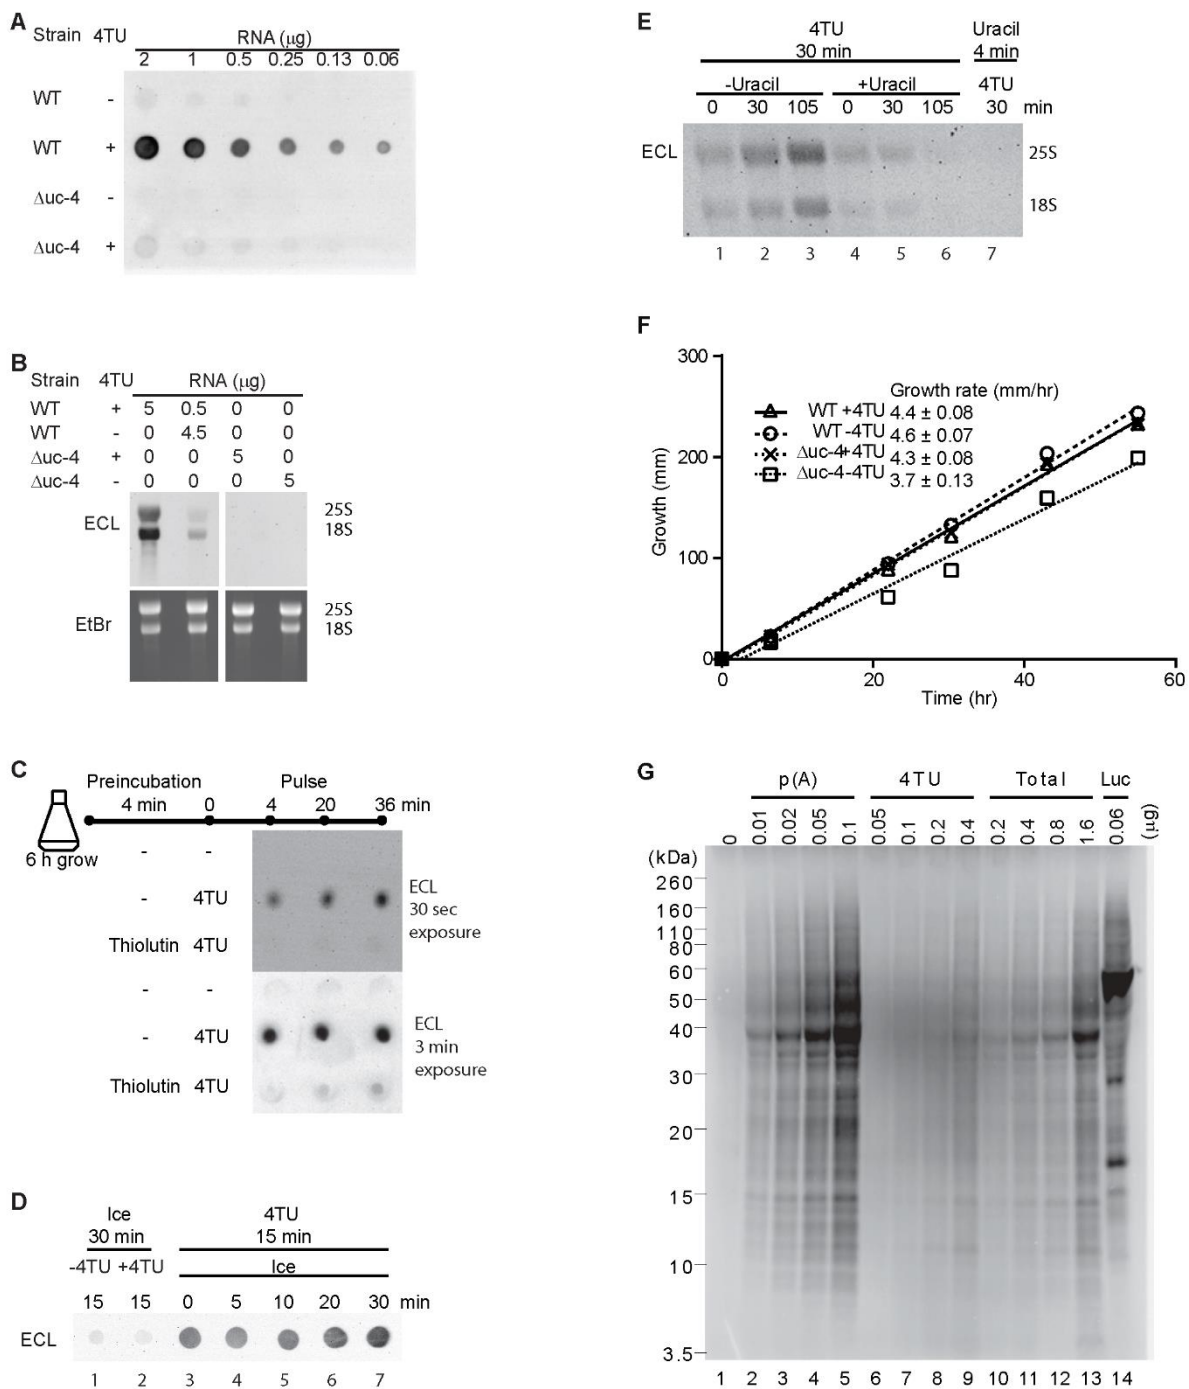 A
Strain 4TU RNA (μg)
2 1 0.5 0.25 0.13 0.06
WT -
WT +
Δuc-4 -
Δuc-4 +
B
Strain 4TU RNA (μg)
WT + 5 0.5 0 0
WT - 0 4.5 0 0
Δuc-4 + 0 0 5 0
Δuc-4 - 0 0 0 5
ECL 25S
18S
EtBr 25S
18S
C
Preincubation Pulse
4 min 0 4 20 36 min
6 h grow
- -
- 4TU
Thiolutin 4TU
ECL
30 sec
exposure
- -
- 4TU
Thiolutin 4TU
ECL
3 min
exposure
D
Ice 4TU
30 min 15 min
-4TU +4TU Ice
15 15 0 5 10 20 30 min
ECL
1 2 3 4 5 6 7
E
4TU Uracil
30 min 4 min
-Uracil +Uracil 4TU
0 30 105 0 30 105 30 min
ECL 25S
18S
1 2 3 4 5 6 7
F
Growth (mm)
300
200
100
0
Growth rate (mm/hr)
WT +4TU 4.4 ± 0.08
WT-4TU 4.6 ± 0.07
Δuc-4+4TU 4.3 ± 0.08
Δuc-4-4TU 3.7 ± 0.13
0 20 40 60
Time (hr)
G
p(A) 4TU Total Luc
0 0.01 0.02 0.05 0.1 0.05 0.1 0.2 0.4 0.2 0.4 0.8 1.6 0.06 (μg)
(kDa)
260
160
110
80
60
50
40
30
20
15
10
3.5
1 2 3 4 5 6 7 8 9 10 11 12 13 14